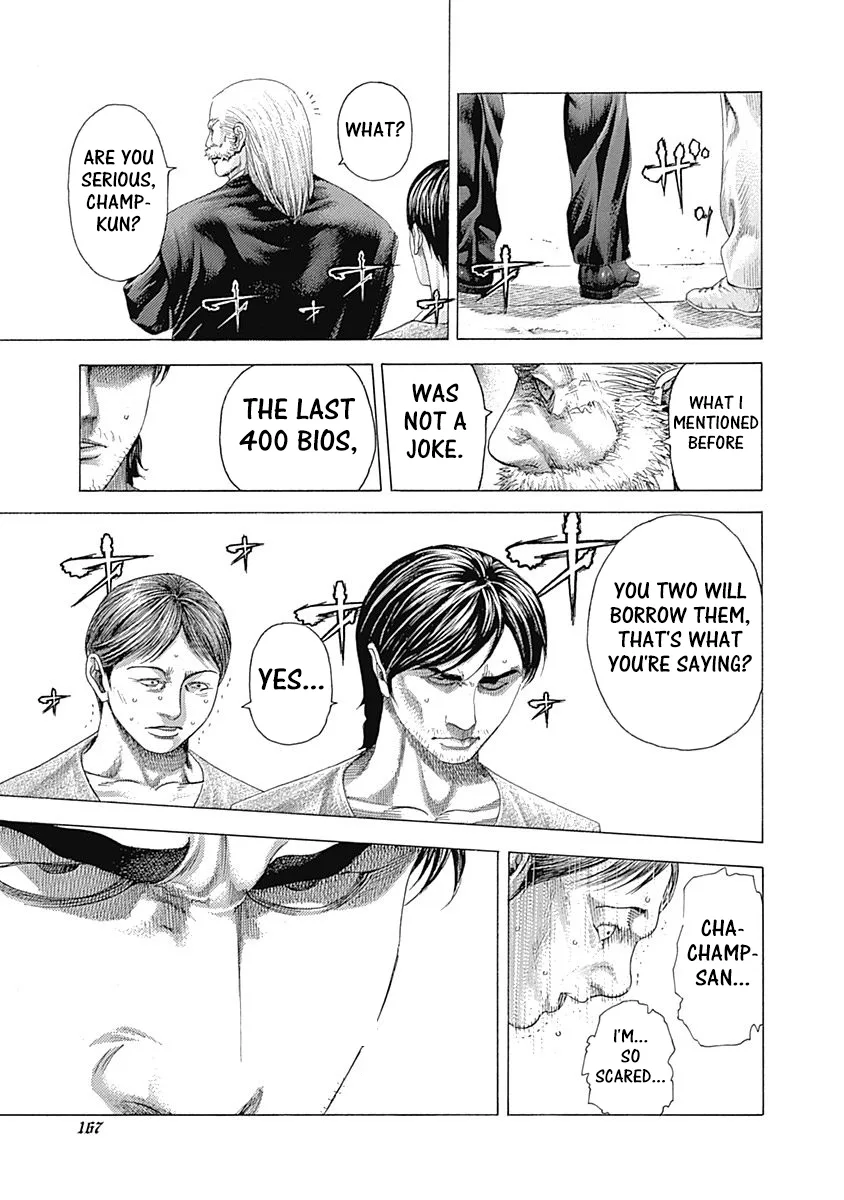 WHAT?
ARE YOU
SERIOUS,
CHAMP-
KUN?
WHAT I
MENTIONED
BEFORE
WAS
NOT A
JOKE.
THE LAST
400 BIOS,
YOU TWO WILL
BORROW THEM,
THAT'S WHAT
YOU'RE SAYING?
YES...
CHA-
CHAMP-
SAN...
I'M...
SO
SCARED...
167